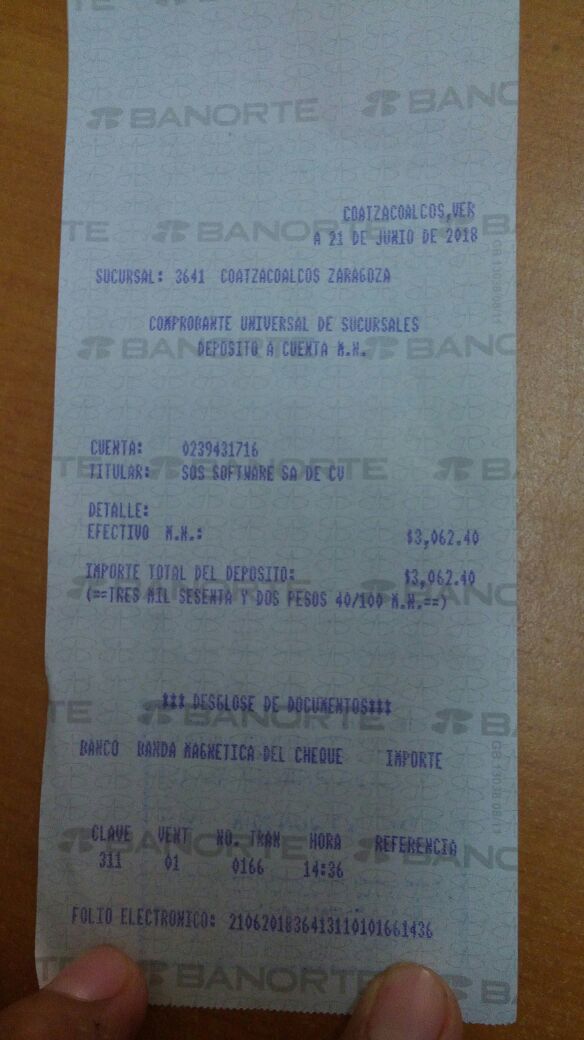 BANORTE
COATZACOALCOS,VER
A 21 DE JUNIO DE 2018
SUCURSAL: 3641 COATZACOALCOS ZARAGOZA
COMPROBANTE UNIVERSAL DE SUCURSALES
DEPOSITO A CUENTA M.N.
CUENTA: 0239431716
TITULAR: SOS SOFTWARE SA DE CV
DETALLE:
EFECTIVO M.N.: $3,062.40
IMPORTE TOTAL DEL DEPOSITO: $3,062.40
(==TRES MIL SESENTA Y DOS PESOS 40/100 M.N.==)
*** DESGLOSE DE DOCUMENTOS***
BANCO BANDA MAGNETICA DEL CHEQUE IMPORTE
CLAVE VENT NO. TRAN HORA REFERENCIA
311 01 0166 14:36
FOLIO ELECTRONICO: 2106201836413110101661436